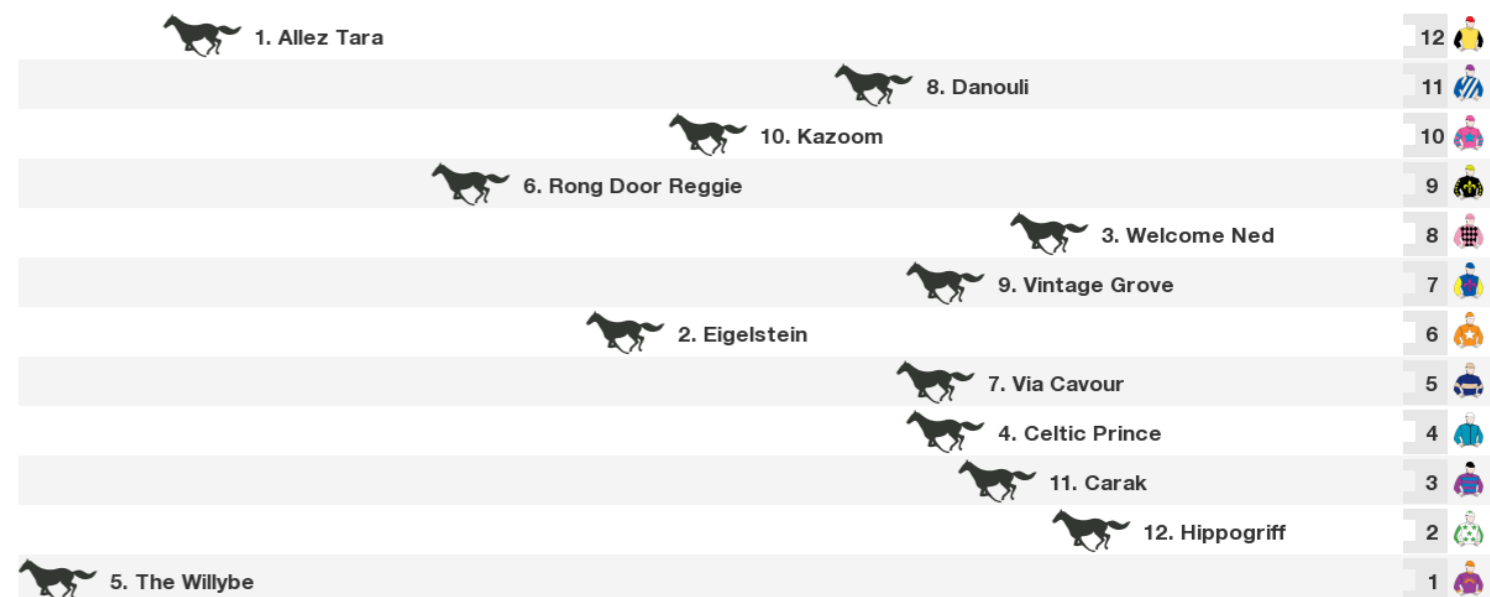 1. Allez Tara 12
8. Danouli 11
10. Kazoom 10
6. Rong Door Reggie 9
3. Welcome Ned 8
9. Vintage Grove 7
2. Eigelstein 6
7. Via Cavour 5
4. Celtic Prince 4
11. Carak 3
12. Hippogriff 2
5. The Willybe 1